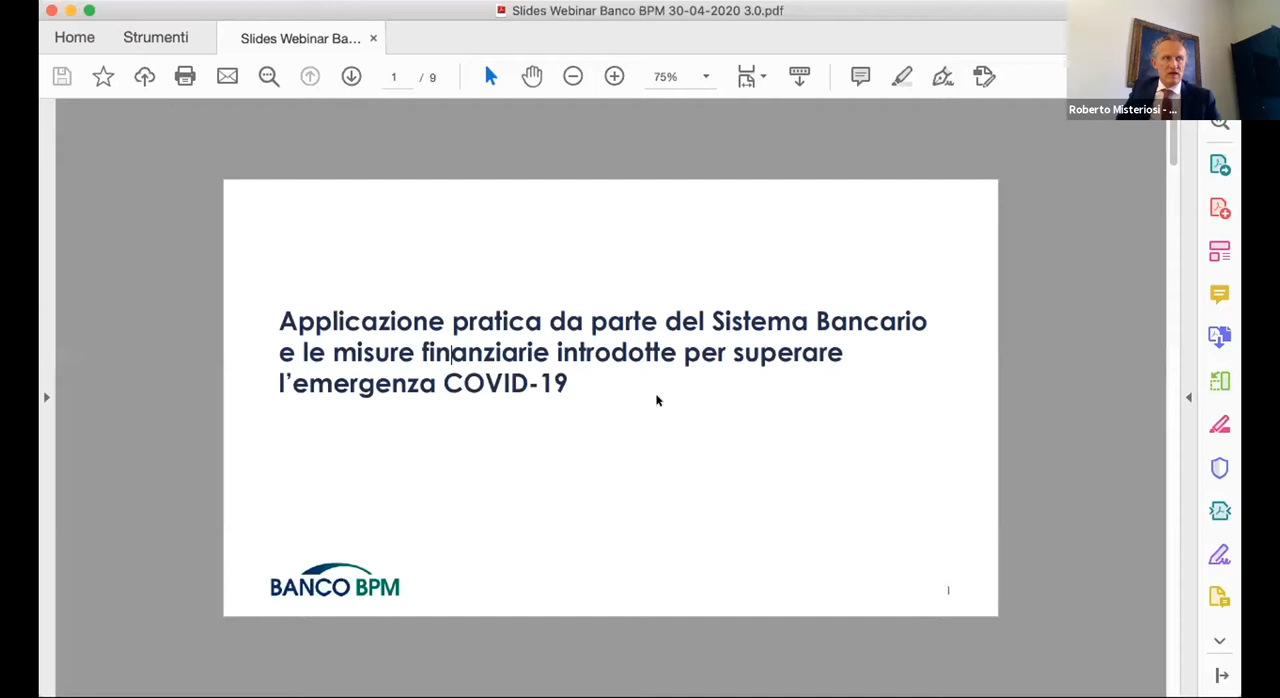 Slides Webinar Banco BPM 30-04-2020 3.0.pdf
Home
Strumenti
Slides Webinar Ba... ×
1 / 9
75%
Roberto Misteriosi - ...
Applicazione pratica da parte del Sistema Bancario
e le misure finanziarie introdotte per superare
l’emergenza COVID-19
BANCO BPM
1